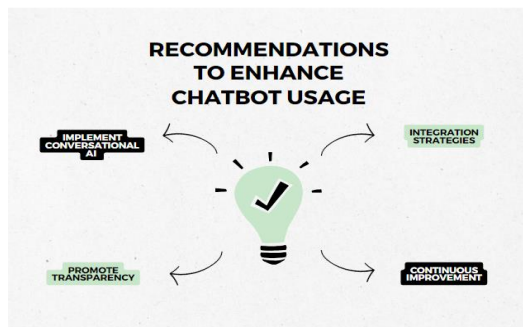 RECOMMENDATIONS
TO ENHANCE
CHATBOT USAGE
IMPLEMENT
CONVERSATIONAL
AI
INTEGRATION
STRATEGIES
PROMOTE
TRANSPARENCY
CONTINUOUS
IMPROVEMENT